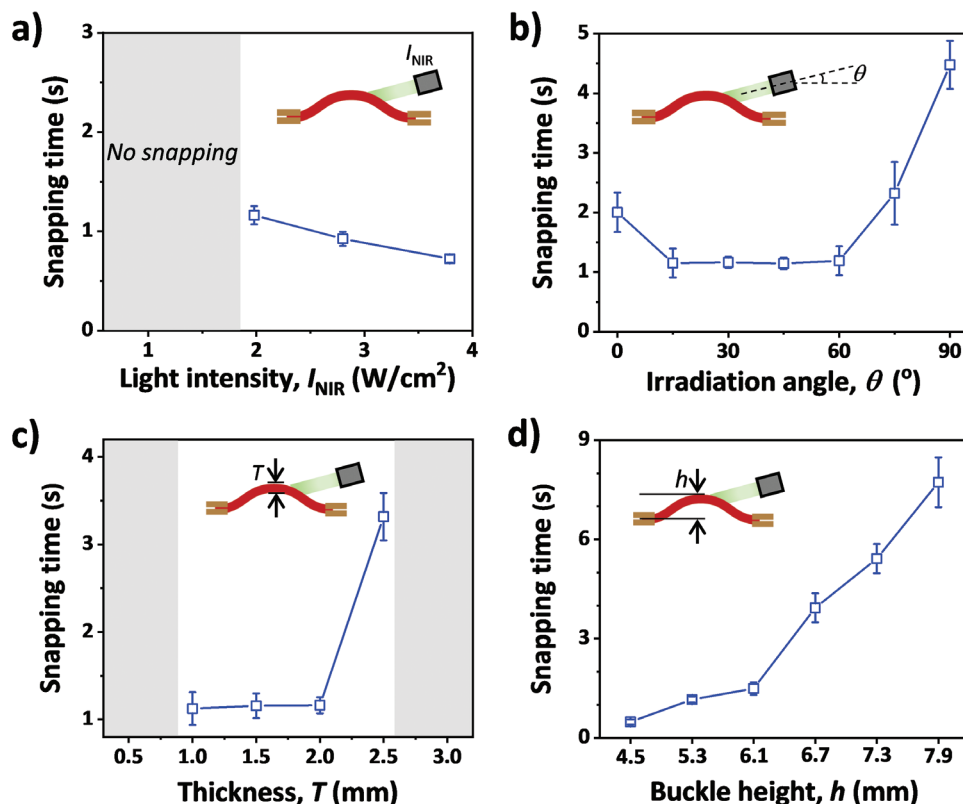 a)
Snapping time (s)
3
2
1
0
No snapping
I_NIR
1 2 3 4
Light intensity, I_NIR (W/cm²)
b)
Snapping time (s)
5
4
3
2
1
0
θ
0 30 60 90
Irradiation angle, θ (º)
c)
Snapping time (s)
4
3
2
1
T
0.5 1.0 1.5 2.0 2.5 3.0
Thickness, T (mm)
d)
Snapping time (s)
9
6
3
0
h
4.5 5.3 6.1 6.7 7.3 7.9
Buckle height, h (mm)